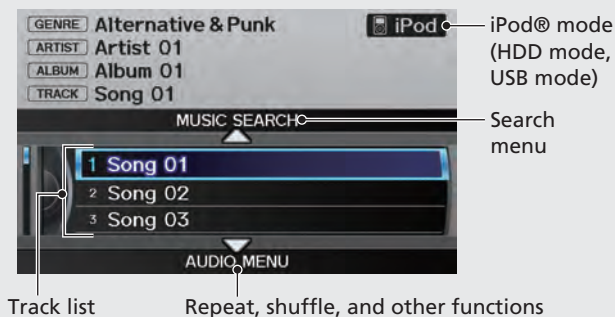 GENRE Alternative & Punk
iPod
ARTIST Artist 01
ALBUM Album 01
TRACK Song 01
iPod® mode
(HDD mode,
USB mode)
MUSIC SEARCH
Search
menu
1 Song 01
2 Song 02
3 Song 03
AUDIO MENU
Track list
Repeat, shuffle, and other functions